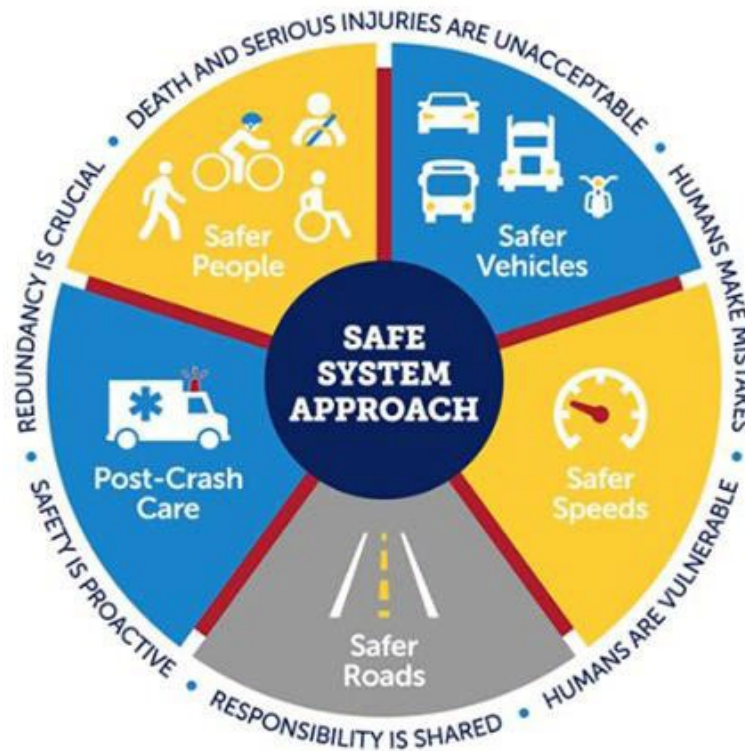 DEATH AND SERIOUS INJURIES ARE UNACCEPTABLE
HUMANS MAKE MISTAKES
HUMANS ARE VULNERABLE
RESPONSIBILITY IS SHARED
SAFETY IS PROACTIVE
REDUNDANCY IS CRUCIAL
Safer
People
Safer
Vehicles
SAFE
SYSTEM
APPROACH
Safer
Speeds
Safer
Roads
Post-Crash
Care